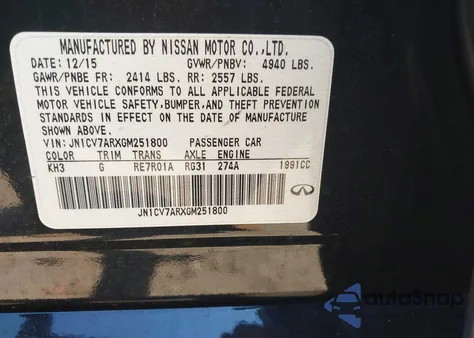 MANUFACTURED BY NISSAN MOTOR CO.,LTD.
DATE: 12/15 GVWR/PNBV: 4940 LBS.
GAWR/PNBE FR: 2414 LBS. RR: 2557 LBS.
THIS VEHICLE CONFORMS TO ALL APPLICABLE FEDERAL
MOTOR VEHICLE SAFETY, BUMPER, AND THEFT PREVENTION
STANDARDS IN EFFECT ON THE DATE OF MANUFACTURE
SHOWN ABOVE.
VIN: JN1CV7ARXGM251800 PASSENGER CAR
COLOR TRIM TRANS AXLE ENGINE
KH3 G RE7R01A RG31 274A 1991CC
JN1CV7ARXGM251800
autoSnap